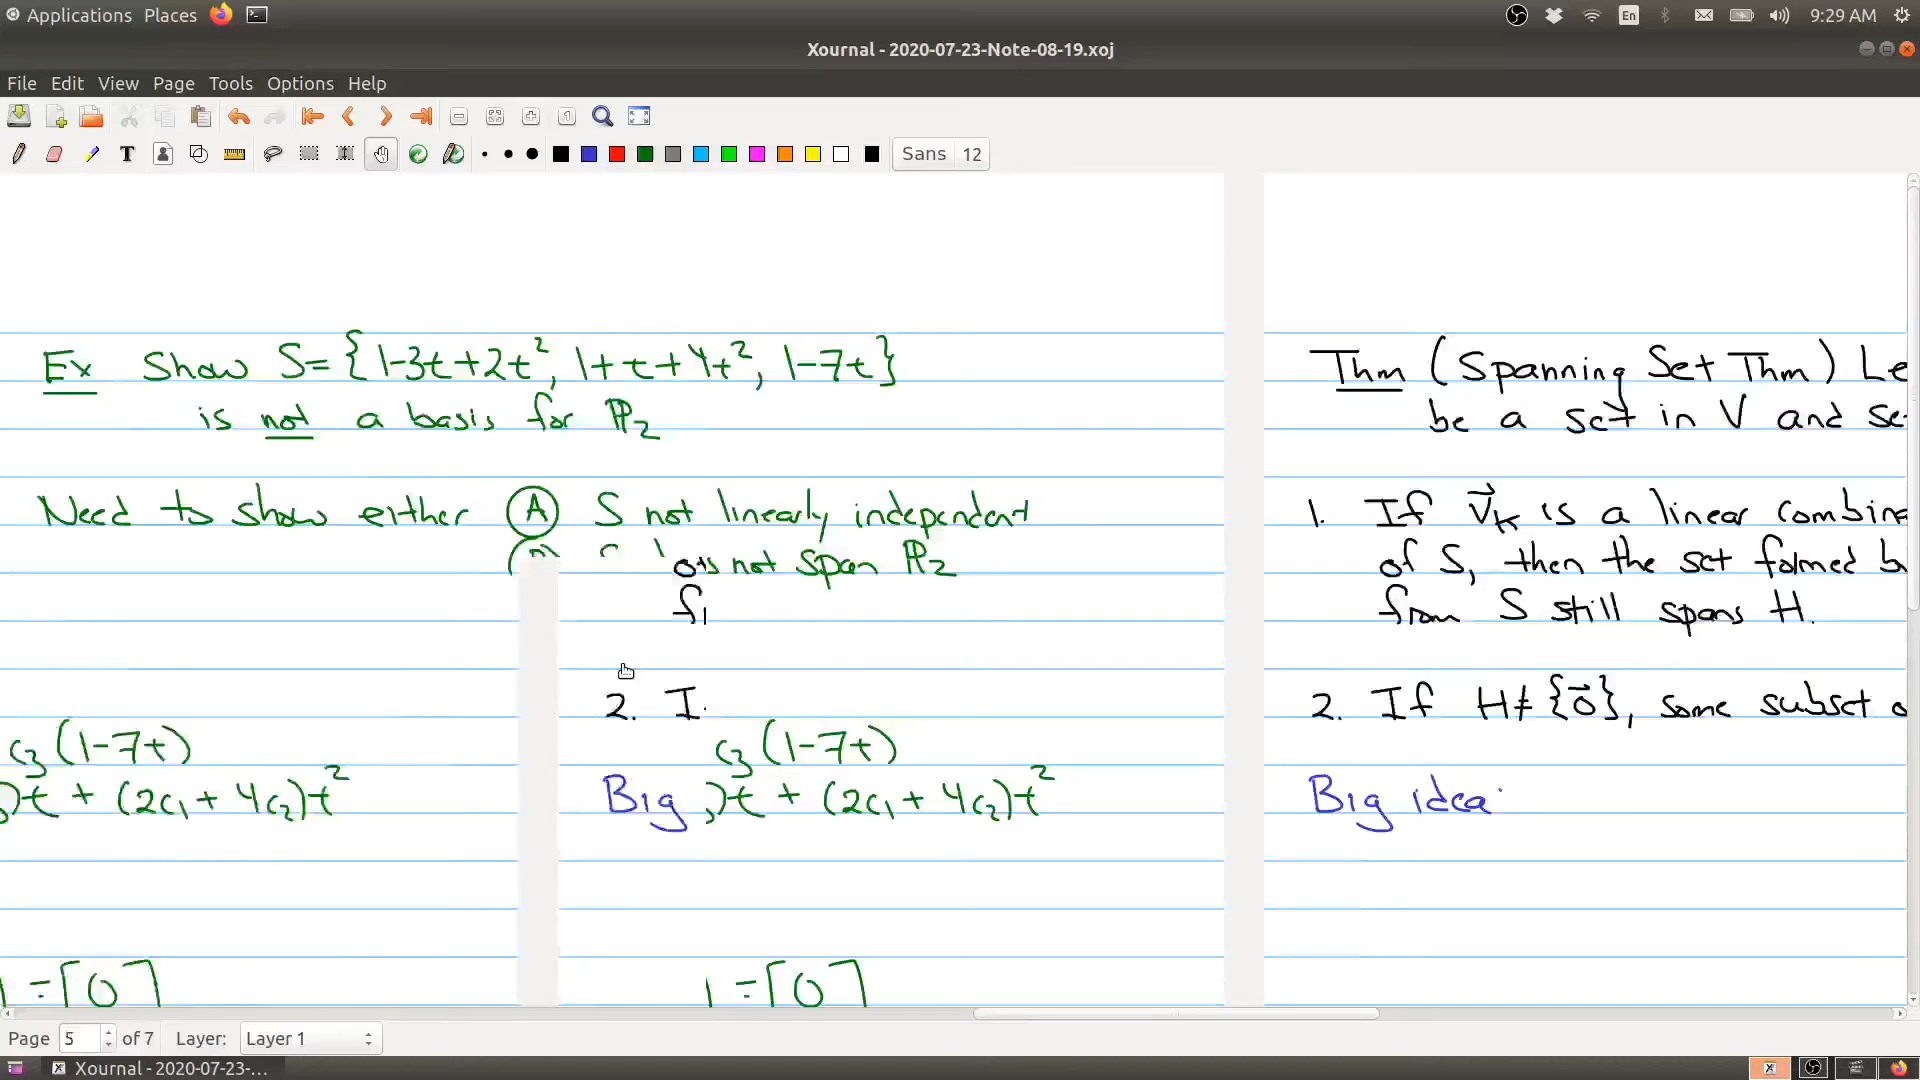 Applications Places En 9:29 AM
Xournal - 2020-07-23-Note-08-19.xoj
File Edit View Page Tools Options Help
T Sans 12
Ex Show S = {1-3t+2t², 1+t+4t², 1-7t}
is not a basis for ℙ₂
Need to show either Ⓐ S not linearly independent
not span ℙ₂
2. I
c₃(1-7t)
)t + (2c₁ + 4c₂)t²
= [0]
c₃(1-7t)
Big )t + (2c₁ + 4c₂)t²
= [0]
Thm (Spanning Set Thm) Le
be a set in V and se
1. If v⃗ₖ is a linear combin
of S, then the set formed b
from S still spans H.
2. If H ≠ {0⃗}, some subset o
Big idea
Page 5 of 7 Layer: Layer 1
Xournal - 2020-07-23-...